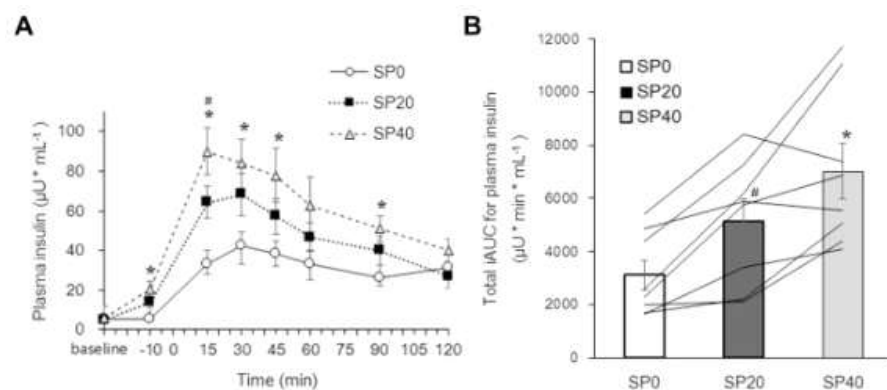 A
SP0
SP20
SP40
Plasma insulin (µU * mL⁻¹)
100
80
60
40
20
0
#
*
*
*
*
*
baseline -10 0 15 30 45 60 75 90 105 120
Time (min)
B
Total iAUC for plasma insulin
(µU * min * mL⁻¹)
12000
10000
8000
6000
4000
2000
0
SP0
SP20
SP40
#
*
SP0 SP20 SP40